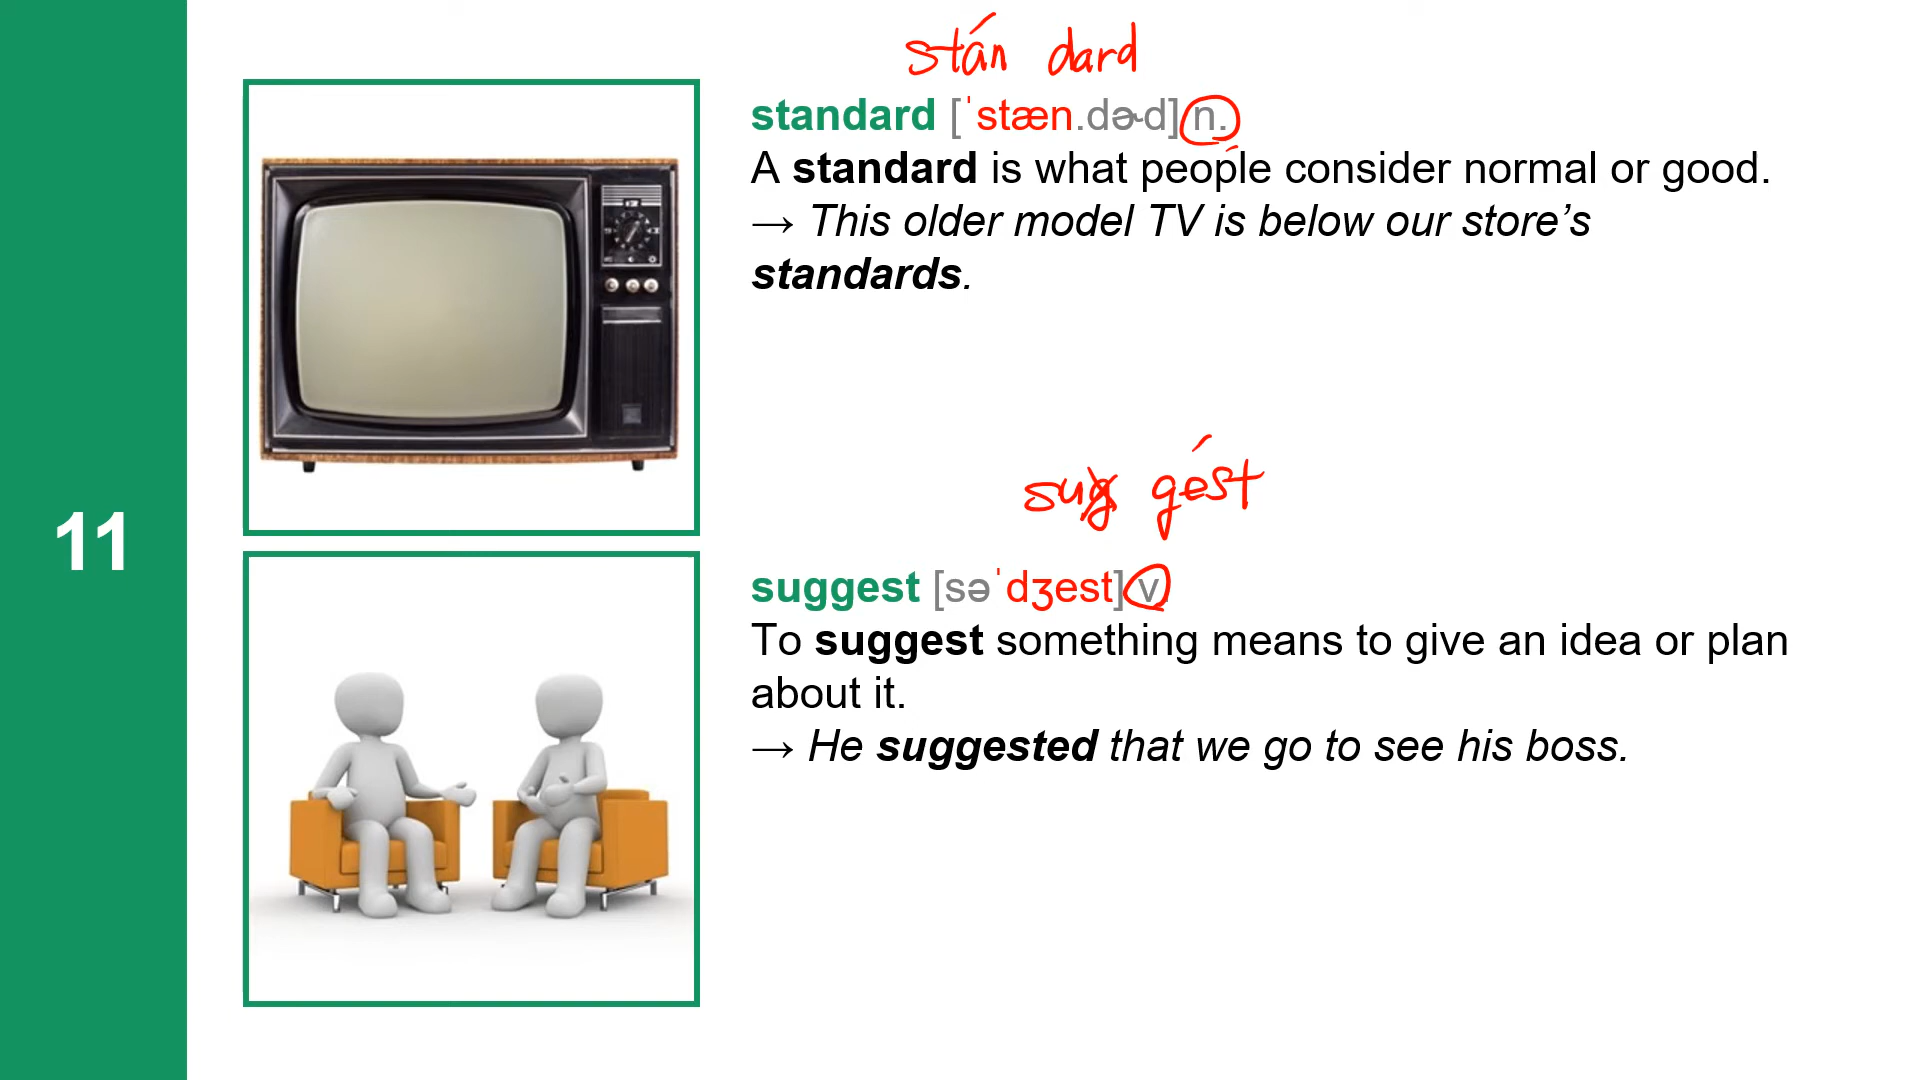 stán dard
standard [ˈstæn.dɚd] n.
A standard is what people consider normal or good.
→ This older model TV is below our store’s
standards.
11
sug gést
suggest [səˈdʒest] v.
To suggest something means to give an idea or plan
about it.
→ He suggested that we go to see his boss.